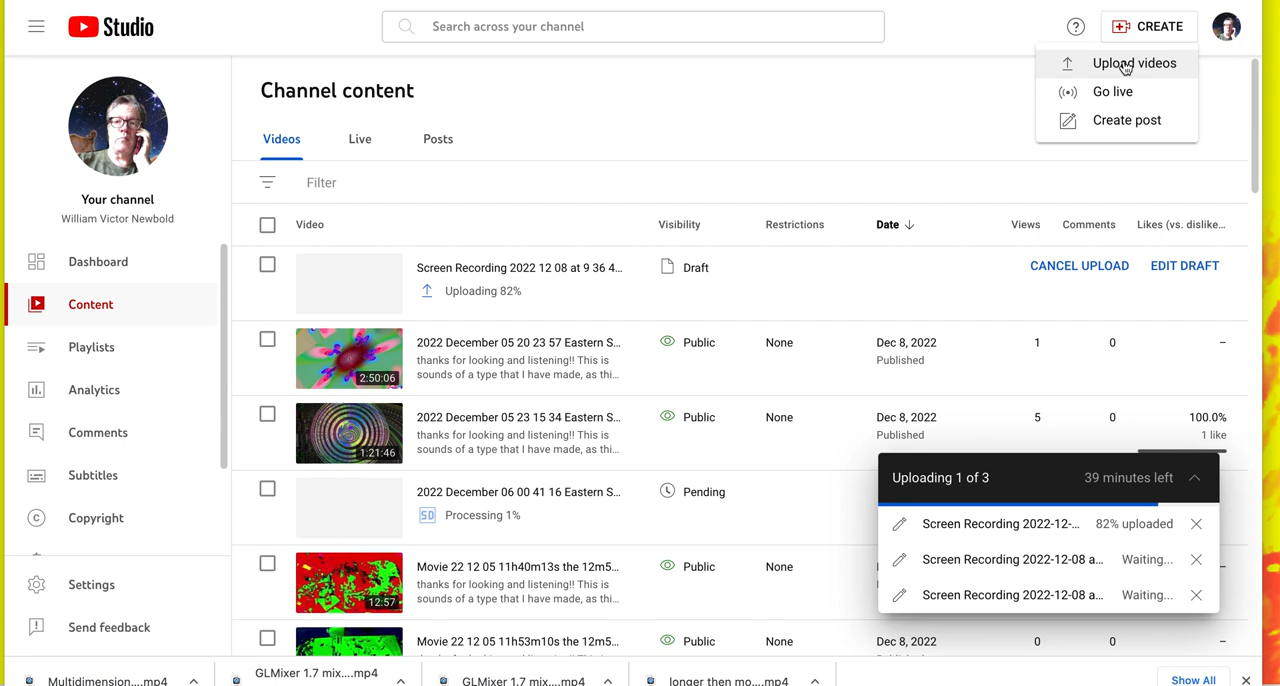 Studio
Search across your channel
CREATE
Upload videos
Go live
Create post
Channel content
Videos
Live
Posts
Your channel
William Victor Newbold
Filter
Video
Visibility
Restrictions
Date
Views
Comments
Likes (vs. dislike...
Dashboard
Content
Playlists
Analytics
Comments
Subtitles
Copyright
Settings
Send feedback
Screen Recording 2022 12 08 at 9 36 4...
Uploading 82%
Draft
CANCEL UPLOAD
EDIT DRAFT
2:50:06
2022 December 05 20 23 57 Eastern S...
thanks for looking and listening!! This is
sounds of a type that I have made, as thi...
Public
None
Dec 8, 2022
Published
1
0
–
1:21:46
2022 December 05 23 15 34 Eastern S...
thanks for looking and listening!! This is
sounds of a type that I have made, as thi...
Public
None
Dec 8, 2022
Published
5
0
100.0%
1 like
2022 December 06 00 41 16 Eastern S...
SD
Processing 1%
Pending
12:57
Movie 22 12 05 11h40m13s the 12m5...
thanks for looking and listening!! This is
sounds of a type that I have made, as thi...
Public
None
Movie 22 12 05 11h53m10s the 12m5...
Public
None
Dec 8, 2022
0
0
–
Uploading 1 of 3
39 minutes left
Screen Recording 2022-12-...
82% uploaded
Screen Recording 2022-12-08 a...
Waiting...
Screen Recording 2022-12-08 a...
Waiting...
Multidimension....mp4
GLMixer 1.7 mix....mp4
GLMixer 1.7 mix....mp4
longer then mo....mp4
Show All